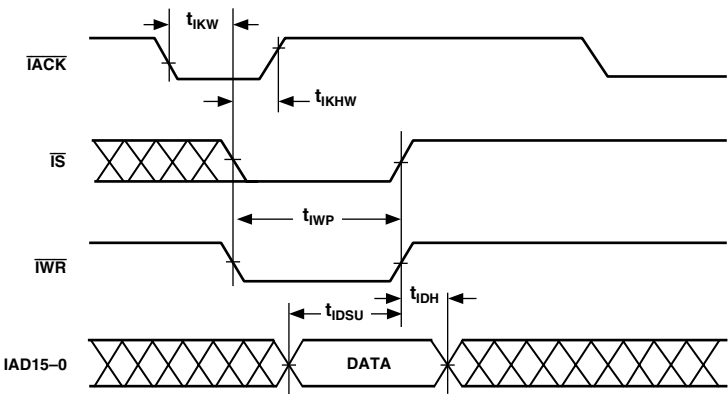 tIKW
IACK
tIKHW
IS
tIWP
IWR
tIDH
tIDSU
IAD15–0
DATA